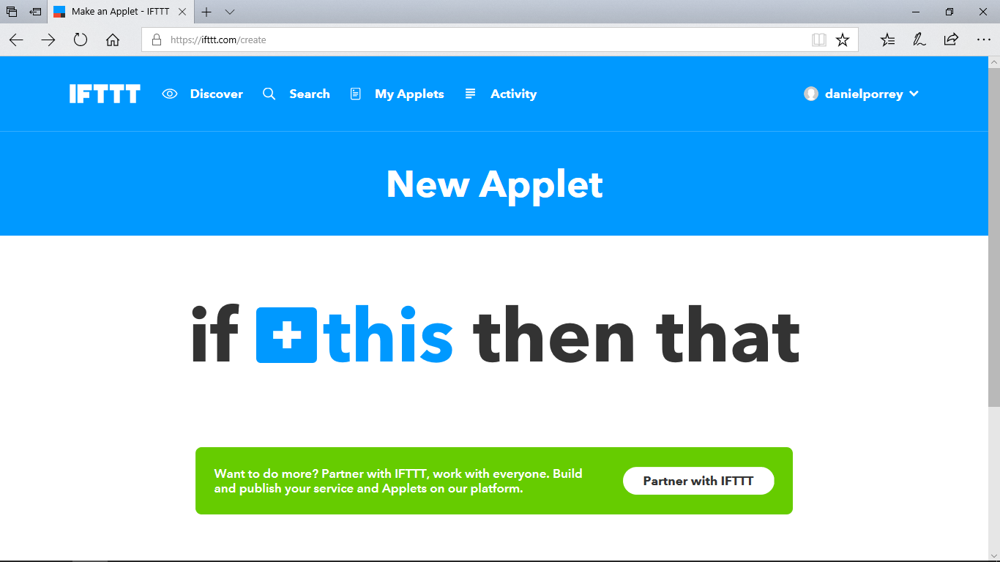 Make an Applet - IFTTT
https://ifttt.com/create
IFTTT Discover Search My Applets Activity danielporrey
New Applet
if +this then that
Want to do more? Partner with IFTTT, work with everyone. Build
and publish your service and Applets on our platform.
Partner with IFTTT